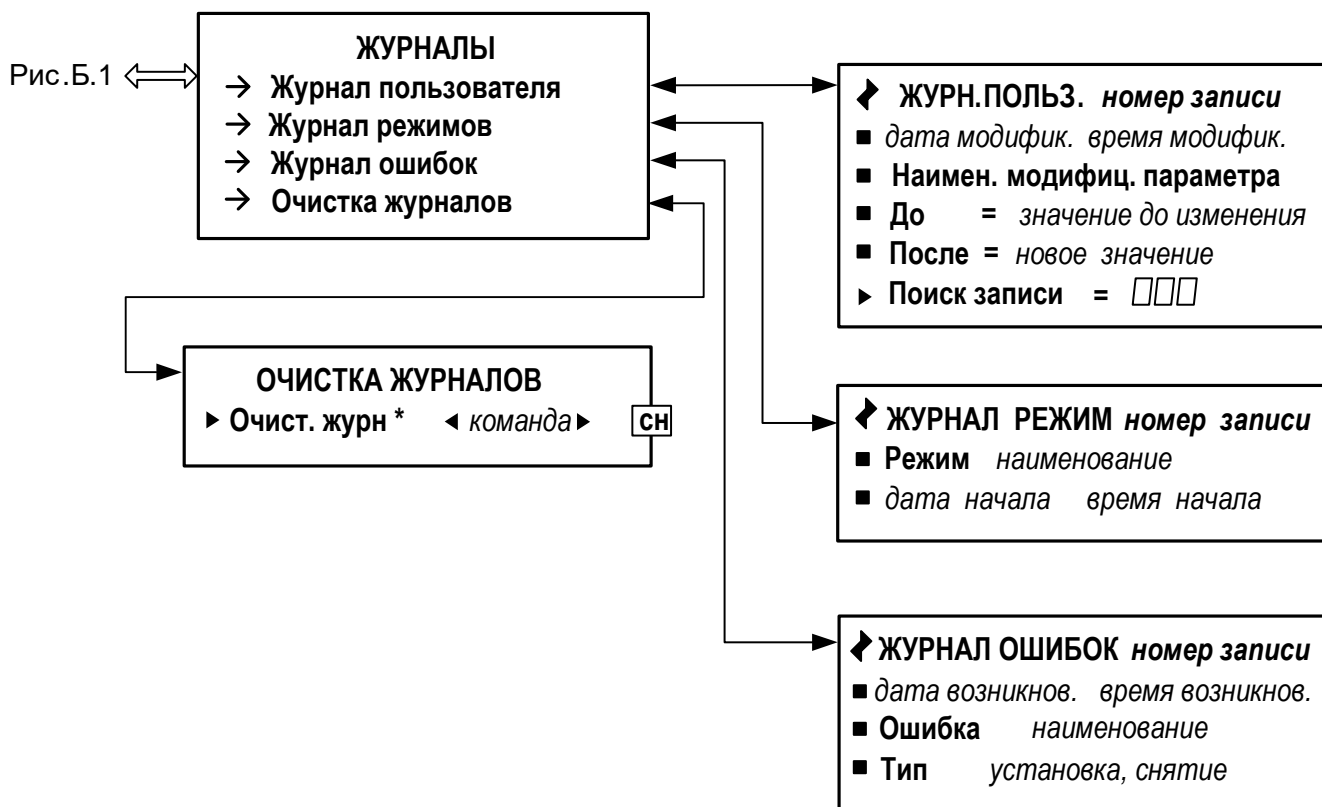 Рис.Б.1
ЖУРНАЛЫ
→ Журнал пользователя
→ Журнал режимов
→ Журнал ошибок
→ Очистка журналов
ОЧИСТКА ЖУРНАЛОВ
▶ Очист. журн * ◀ команда ▶ СН
ЖУРН.ПОЛЬЗ. номер записи
■ дата модифик. время модифик.
■ Наимен. модифиц. параметра
■ До = значение до изменения
■ После = новое значение
▶ Поиск записи = □□□
ЖУРНАЛ РЕЖИМ номер записи
■ Режим наименование
■ дата начала время начала
ЖУРНАЛ ОШИБОК номер записи
■ дата возникнов. время возникнов.
■ Ошибка наименование
■ Тип установка, снятие